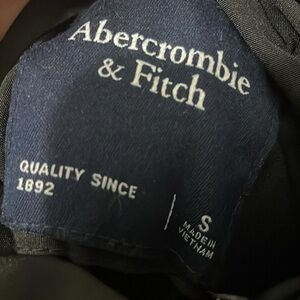 Abercrombie
& Fitch
QUALITY SINCE
1892
S
MADE IN
VIETNAM